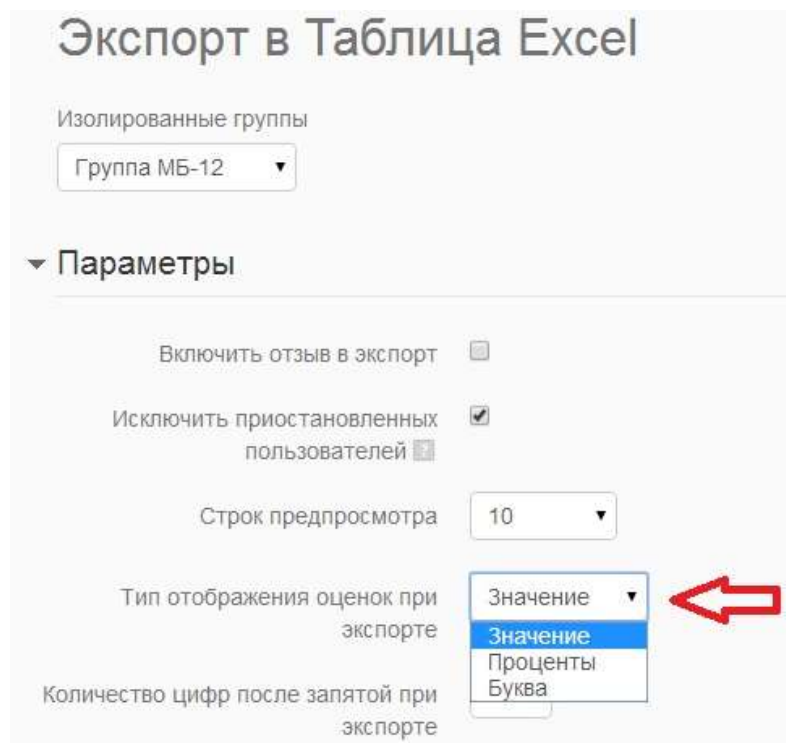 Экспорт в Таблица Excel
Изолированные группы
Группа МБ-12
Параметры
Включить отзыв в экспорт
Исключить приостановленных
пользователей
Строк предпросмотра 10
Тип отображения оценок при
экспорте
Значение
Значение
Проценты
Буква
Количество цифр после запятой при
экспорте